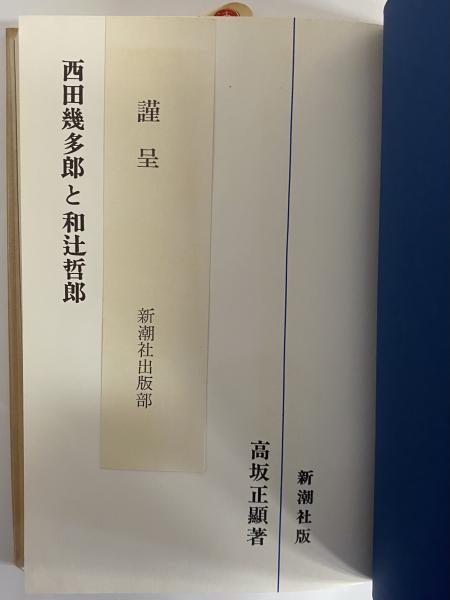 新潮社版
高坂正顯著
謹呈
新潮社出版部
西田幾多郎と和辻哲郎